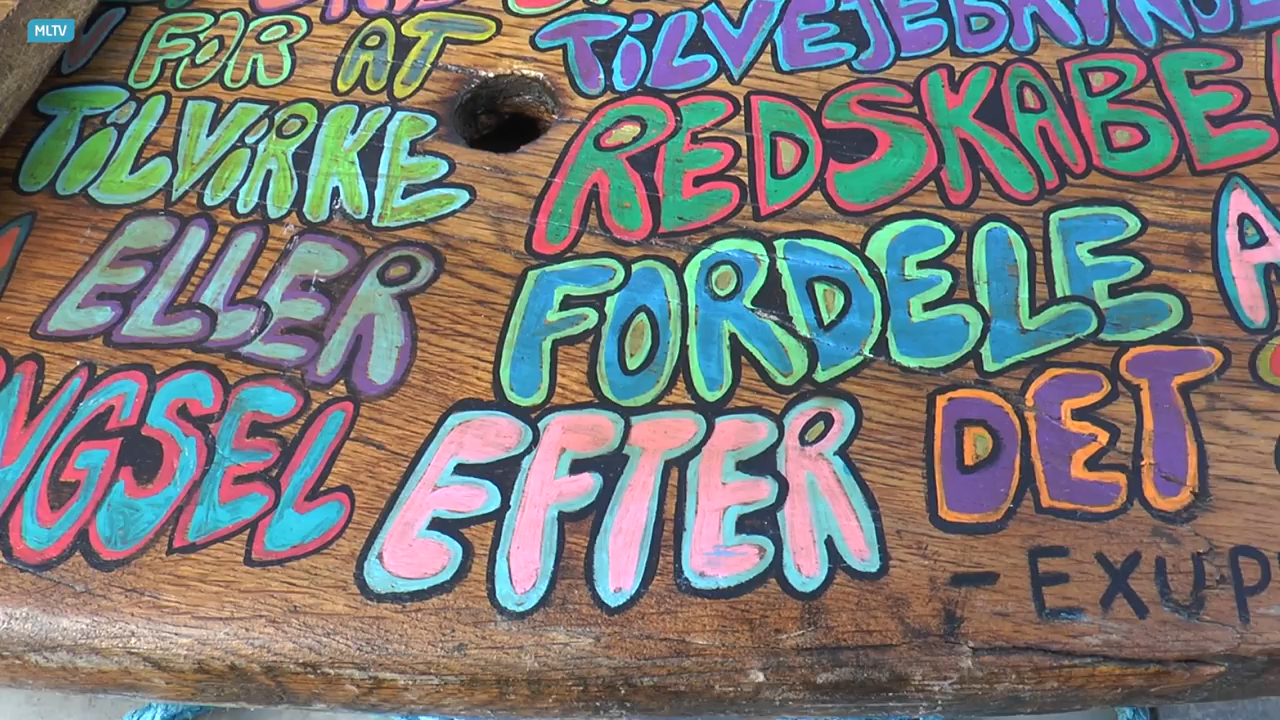 MLTV
FOR AT TILVEJEBRINGE
TILVIRKE REDSKABE
ELLER FORDELE A
NGSEL EFTER DET
- EXUP